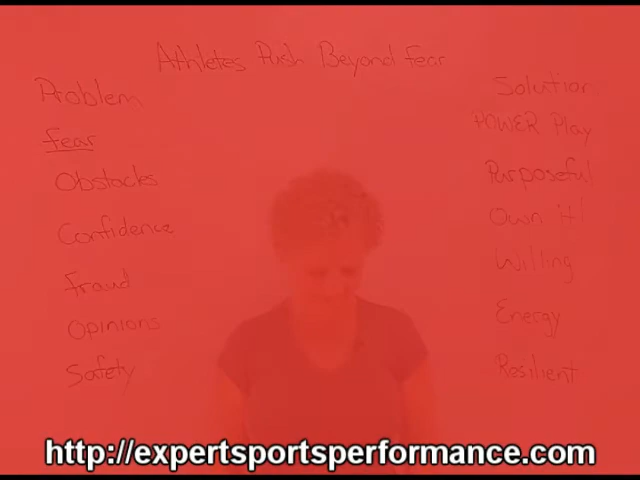 Athletes Push Beyond Fear
Problem
Fear
Obstacles
Confidence
Fraud
Opinions
Safety
Solution
POWER Play
Purposeful
Own it!
Willing
Energy
Resilient
http://expertsportsperformance.com